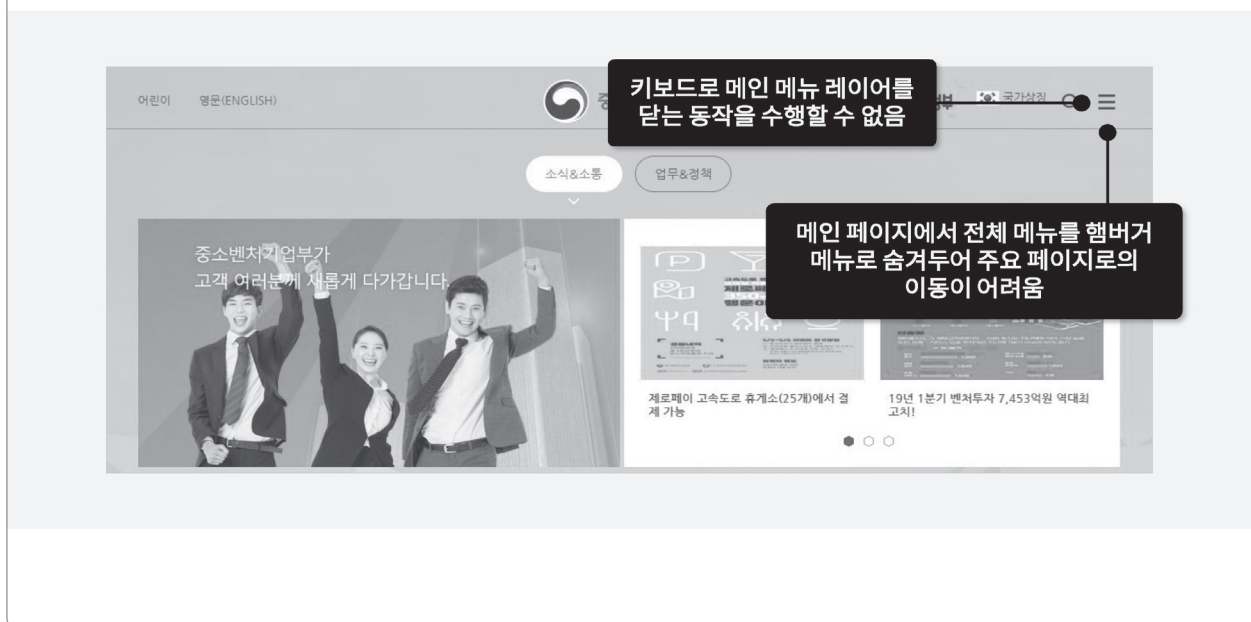 어린이 영문(ENGLISH)
키보드로 메인 메뉴 레이어를
닫는 동작을 수행할 수 없음
국가상징
소식&소통 업무&정책
메인 페이지에서 전체 메뉴를 햄버거
메뉴로 숨겨두어 주요 페이지로의
이동이 어려움
중소벤처기업부가
고객 여러분께 새롭게 다가갑니다
제로페이 고속도로 휴게소(25개)에서 결
제 가능
19년 1분기 벤처투자 7,453억원 역대최
고치!